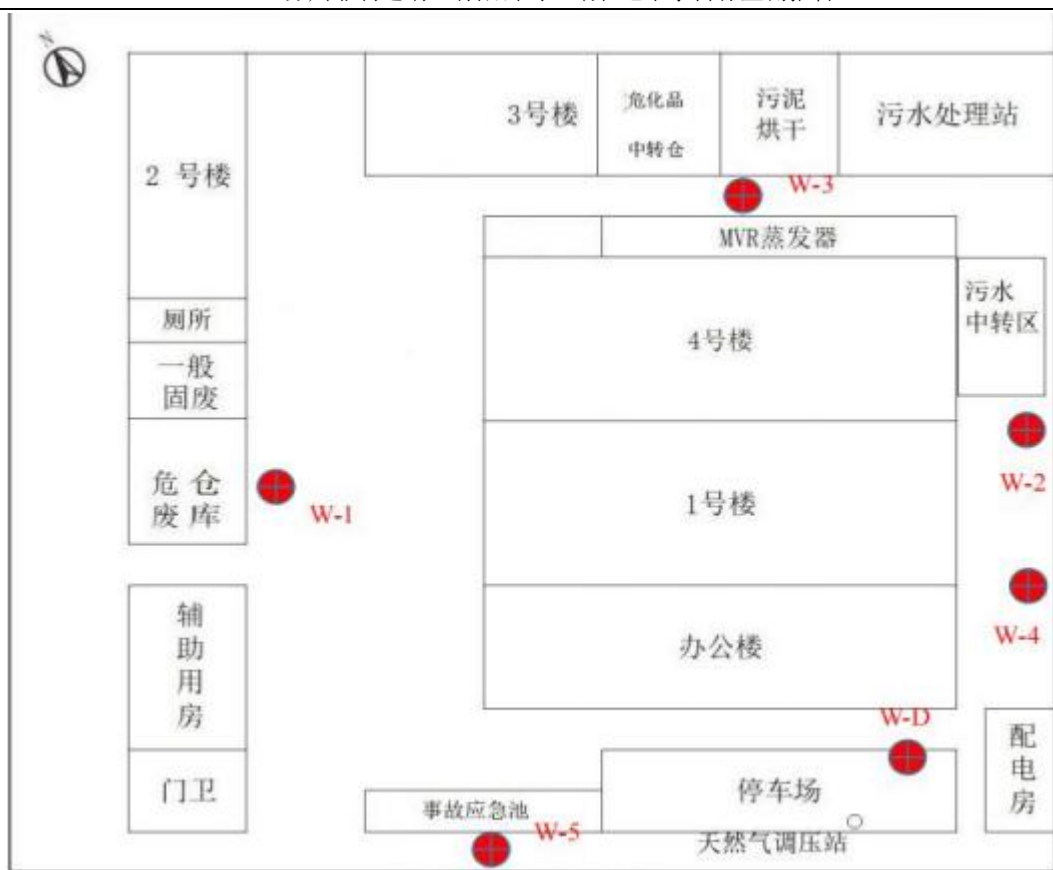 N
3号楼
危化品
中转仓
污泥
烘干
污水处理站
2 号楼
W-3
MVR蒸发器
污水
中转区
厕所
4号楼
一般
固废
W-2
危 仓
废 库
W-1
1号楼
辅
助
用
房
办公楼
W-4
W-D
配
电
房
门卫
停车场
事故应急池
W-5
天然气调压站